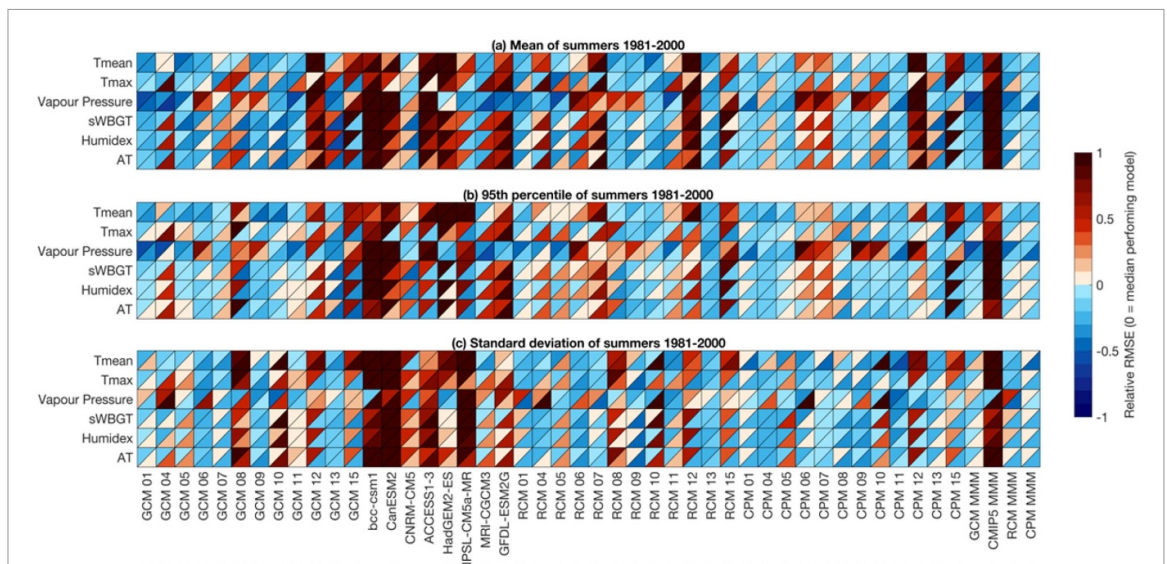 (a) Mean of summers 1981-2000
Tmean
Tmax
Vapour Pressure
sWBGT
Humidex
AT
(b) 95th percentile of summers 1981-2000
Tmean
Tmax
Vapour Pressure
sWBGT
Humidex
AT
(c) Standard deviation of summers 1981-2000
Tmean
Tmax
Vapour Pressure
sWBGT
Humidex
AT
GCM 01
GCM 04
GCM 05
GCM 06
GCM 07
GCM 08
GCM 09
GCM 10
GCM 11
GCM 12
GCM 13
GCM 15
bcc-csm1
CanESM2
CNRM-CM5
ACCESS1-3
HadGEM2-ES
IPSL-CM5a-MR
MRI-CGCM3
GFDL-ESM2G
RCM 01
RCM 04
RCM 05
RCM 06
RCM 07
RCM 08
RCM 09
RCM 10
RCM 11
RCM 12
RCM 13
RCM 15
CPM 01
CPM 04
CPM 05
CPM 06
CPM 07
CPM 08
CPM 09
CPM 10
CPM 11
CPM 12
CPM 13
CPM 15
GCM MMM
CMIP5 MMM
RCM MMM
CPM MMM
1
0.5
0
-0.5
-1
Relative RMSE (0 = median performing model)